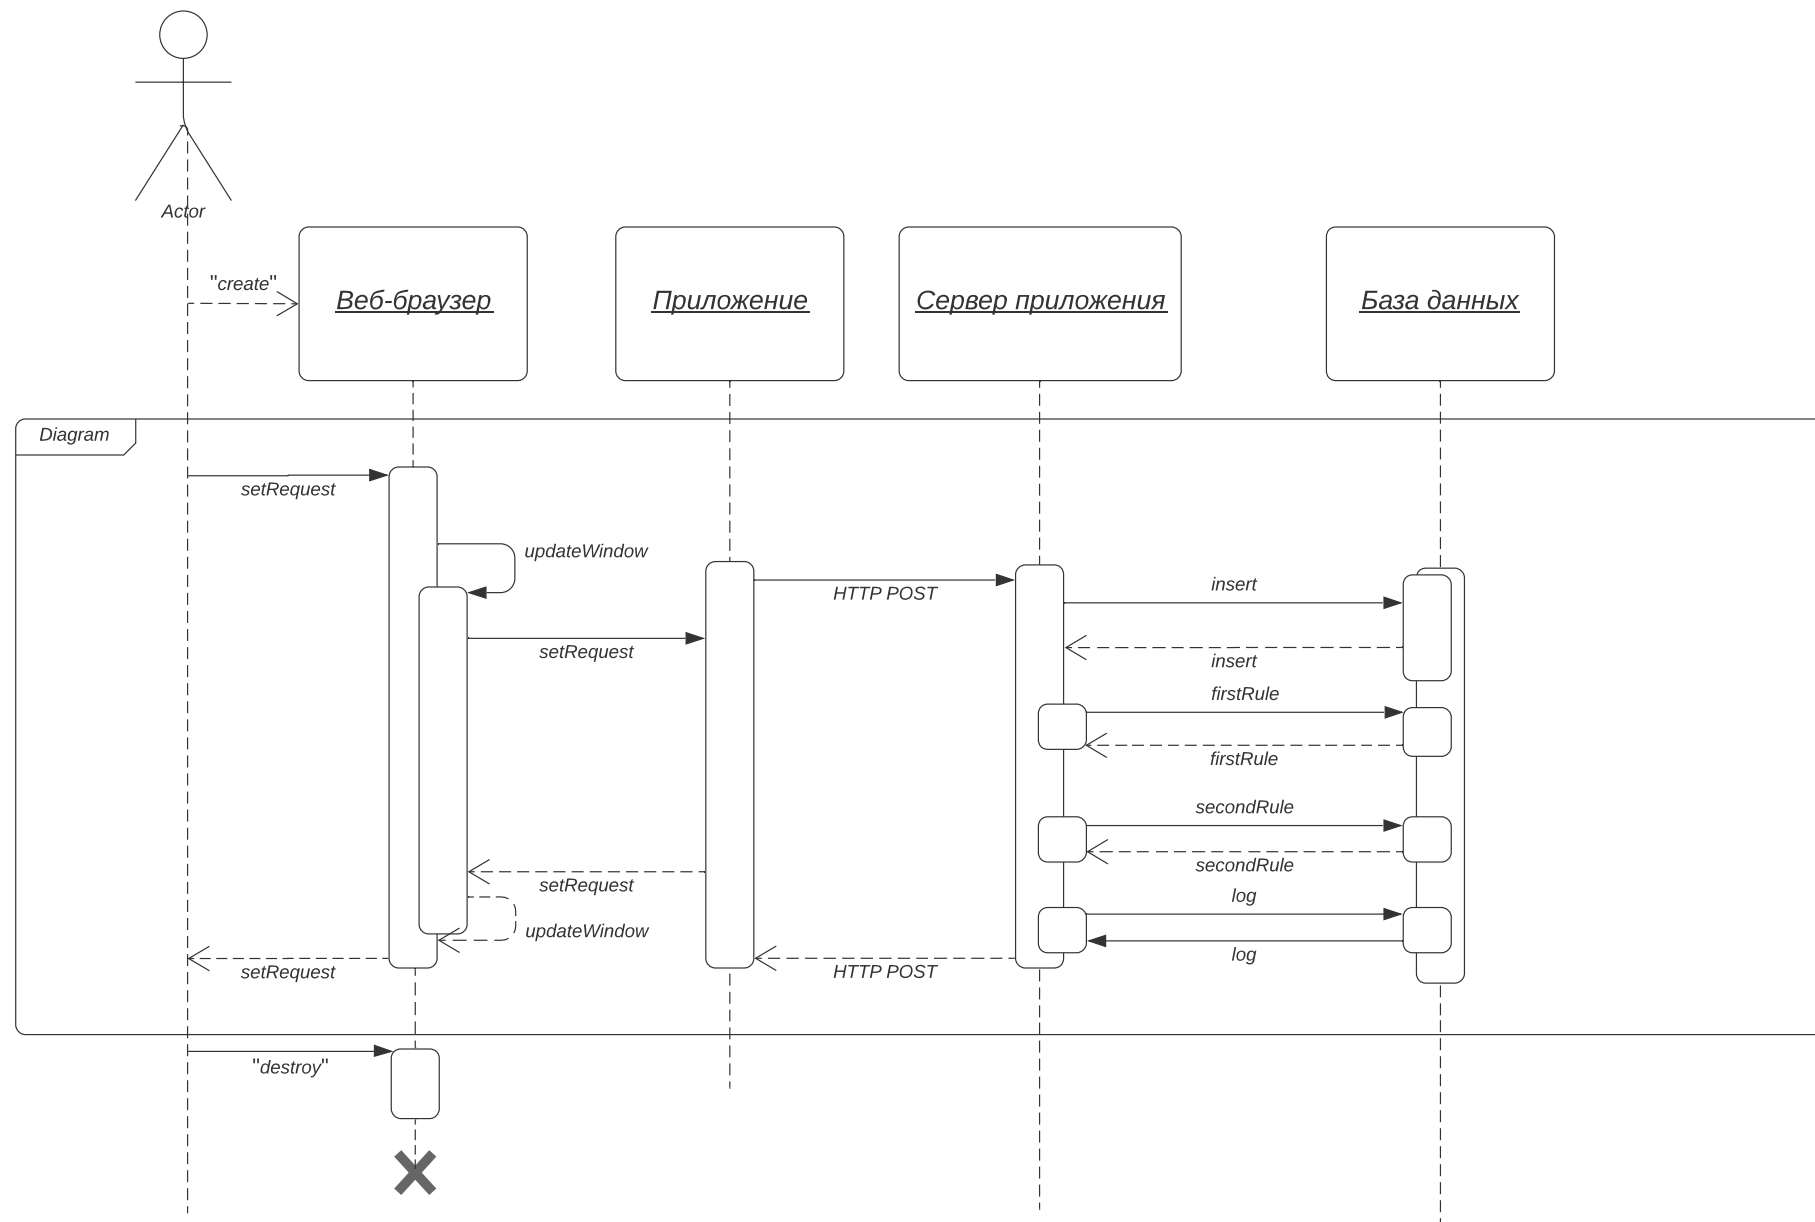 Actor
"create"
Веб-браузер
Приложение
Сервер приложения
База данных
Diagram
setRequest
updateWindow
HTTP POST
insert
setRequest
insert
firstRule
firstRule
secondRule
secondRule
setRequest
log
updateWindow
log
setRequest
HTTP POST
"destroy"